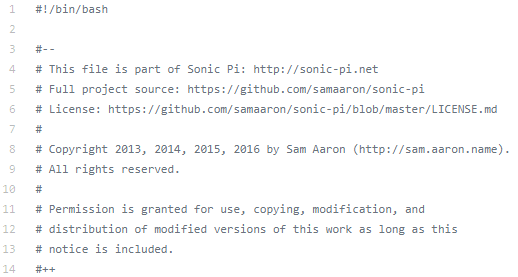 1 #!/bin/bash
2
3 #--
4 # This file is part of Sonic Pi: http://sonic-pi.net
5 # Full project source: https://github.com/samaaron/sonic-pi
6 # License: https://github.com/samaaron/sonic-pi/blob/master/LICENSE.md
7 #
8 # Copyright 2013, 2014, 2015, 2016 by Sam Aaron (http://sam.aaron.name).
9 # All rights reserved.
10 #
11 # Permission is granted for use, copying, modification, and
12 # distribution of modified versions of this work as long as this
13 # notice is included.
14 #++